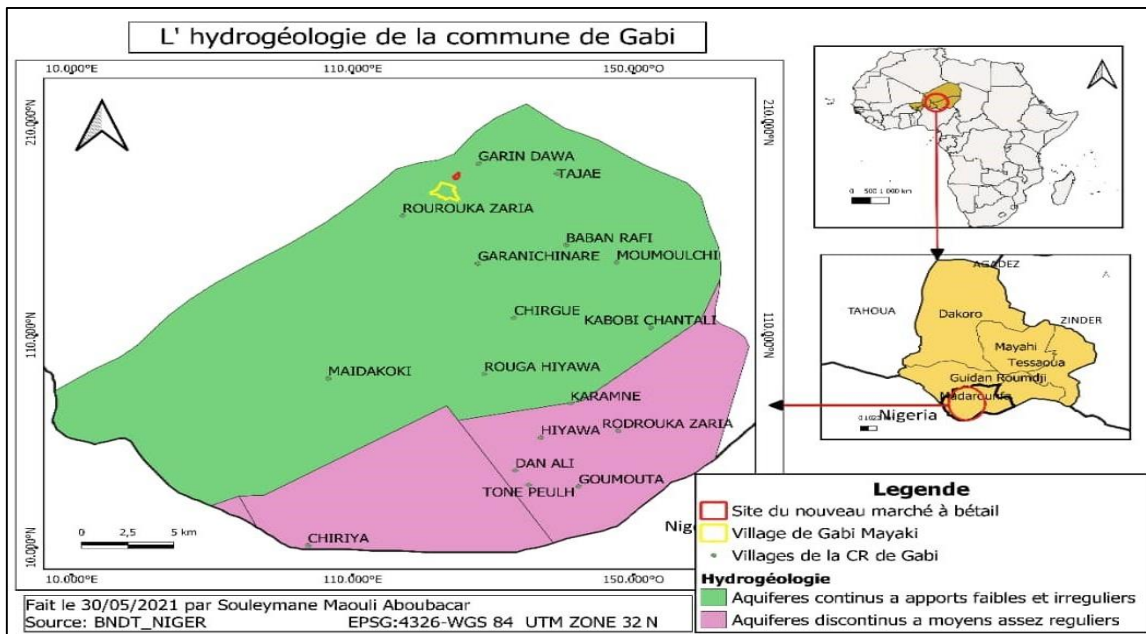 L' hydrogéologie de la commune de Gabi
10.000°E 110.000°E 150.000°O
210.000°N 210.000°N
GARIN DAWA
TAJAE
ROUROUKA ZARIA
BABAN RAFI
GARANICHINARE MOUMOULCHI
CHIRGUE
KABOBI CHANTALI
110.000°N 110.000°N
MAIDAKOKI
ROUGA HIYAWA
KARAMNE
HIYAWA RODROUKA ZARIA
DAN ALI
TONE PEULH GOUMOUTA
CHIRIYA
10.000°N
0 2,5 5 km
10.000°E 110.000°E 150.000°O
Fait le 30/05/2021 par Souleymane Maouli Aboubacar
Source: BNDT_NIGER EPSG:4326-WGS 84 UTM ZONE 32 N
0 500 1 000 km
AGADEZ
TAHOUA
Dakoro
ZINDER
Mayahi
Tessaoua
Guidan Roumdji
Madarounfa
Nigeria
Legende
Site du nouveau marché à bétail
Village de Gabi Mayaki
Villages de la CR de Gabi
Hydrogéologie
Aquiferes continus a apports faibles et irreguliers
Aquiferes discontinus a moyens assez reguliers